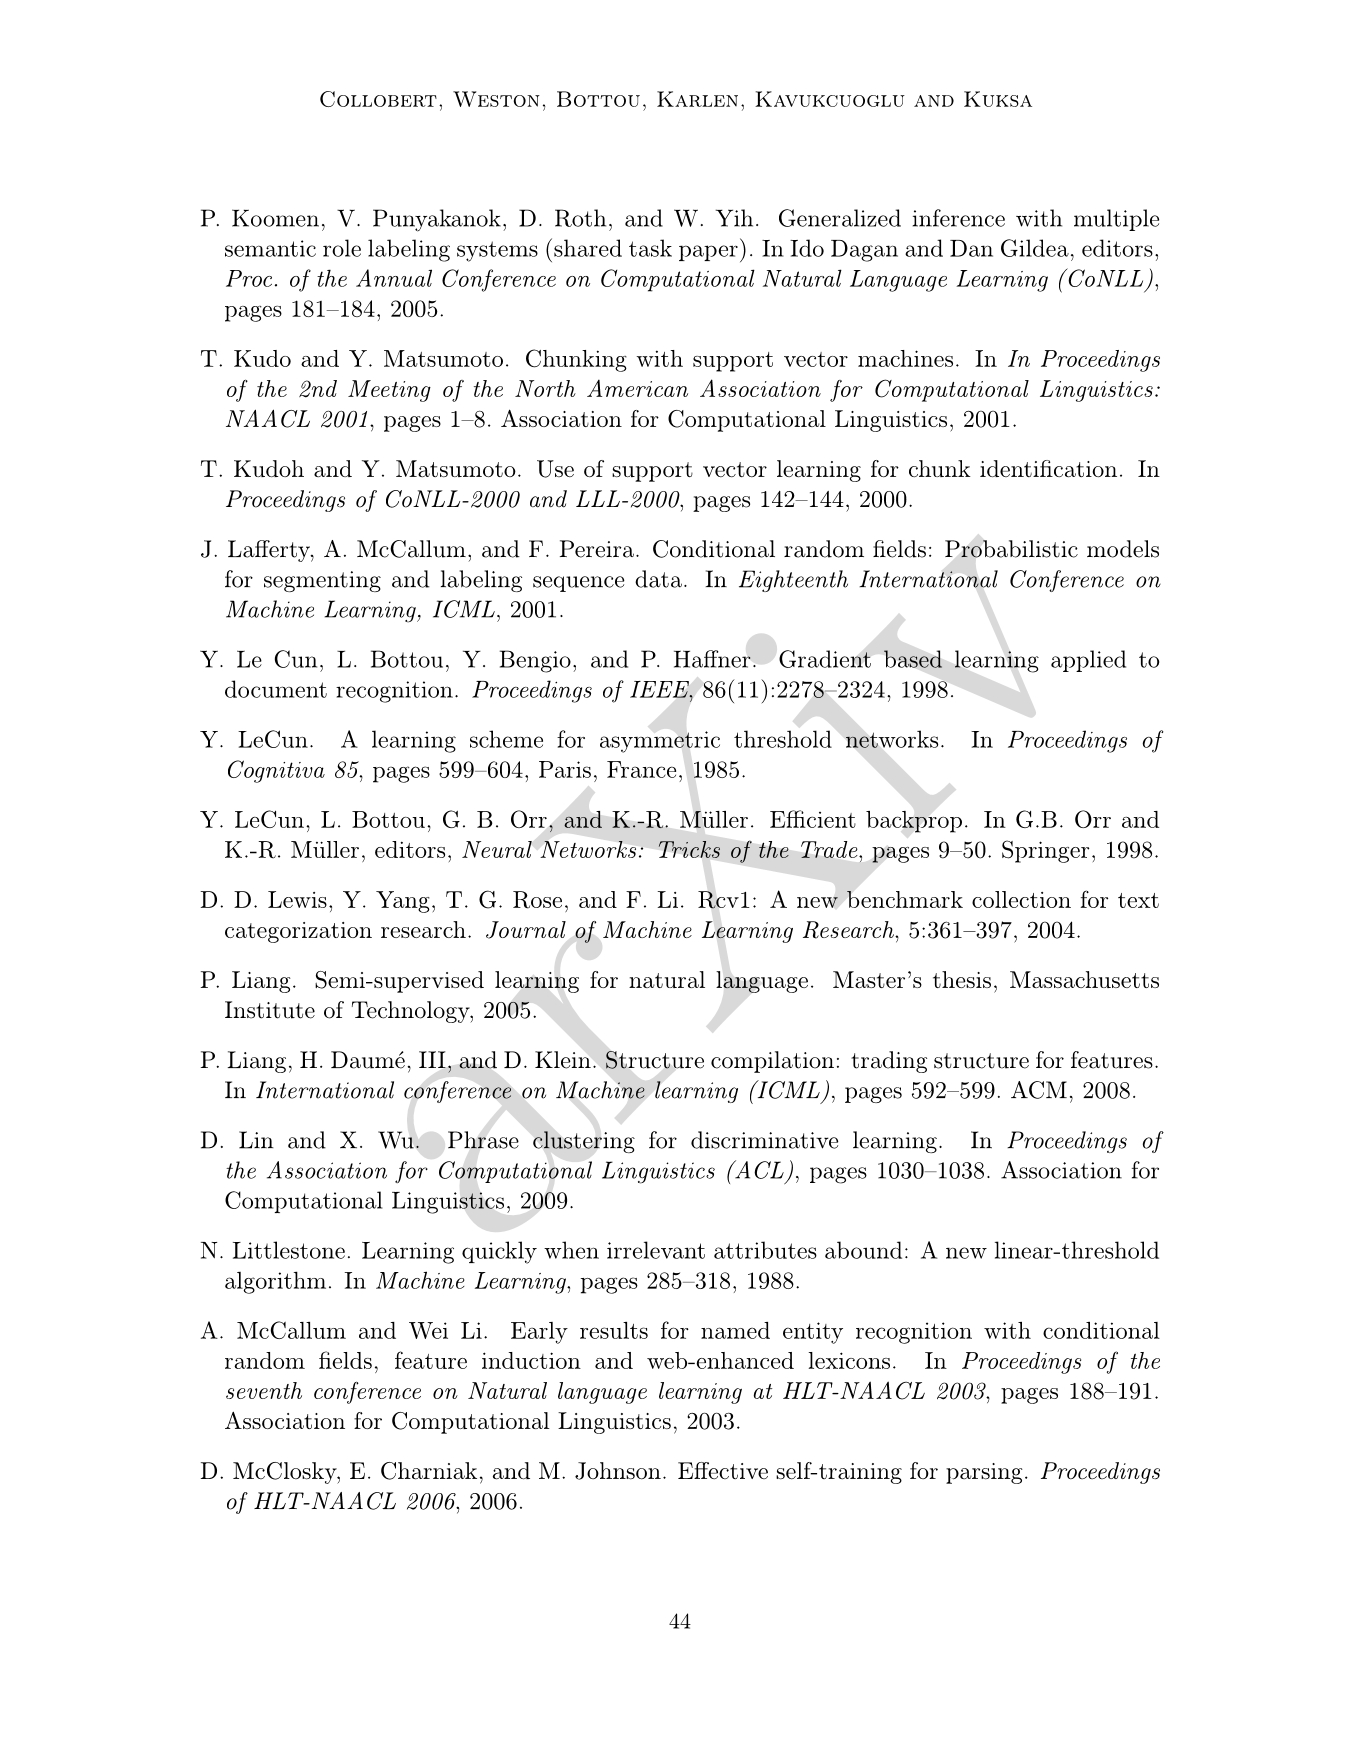 Collobert, Weston, Bottou, Karlen, Kavukcuoglu and Kuksa
P. Koomen, V. Punyakanok, D. Roth, and W. Yih. Generalized inference with multiple
semantic role labeling systems (shared task paper). In Ido Dagan and Dan Gildea, editors,
Proc. of the Annual Conference on Computational Natural Language Learning (CoNLL),
pages 181–184, 2005.
T. Kudo and Y. Matsumoto. Chunking with support vector machines. In In Proceedings
of the 2nd Meeting of the North American Association for Computational Linguistics:
NAACL 2001, pages 1–8. Association for Computational Linguistics, 2001.
T. Kudoh and Y. Matsumoto. Use of support vector learning for chunk identification. In
Proceedings of CoNLL-2000 and LLL-2000, pages 142–144, 2000.
J. Lafferty, A. McCallum, and F. Pereira. Conditional random fields: Probabilistic models
for segmenting and labeling sequence data. In Eighteenth International Conference on
Machine Learning, ICML, 2001.
Y. Le Cun, L. Bottou, Y. Bengio, and P. Haffner. Gradient based learning applied to
document recognition. Proceedings of IEEE, 86(11):2278–2324, 1998.
Y. LeCun. A learning scheme for asymmetric threshold networks. In Proceedings of
Cognitiva 85, pages 599–604, Paris, France, 1985.
Y. LeCun, L. Bottou, G. B. Orr, and K.-R. Müller. Efficient backprop. In G.B. Orr and
K.-R. Müller, editors, Neural Networks: Tricks of the Trade, pages 9–50. Springer, 1998.
D. D. Lewis, Y. Yang, T. G. Rose, and F. Li. Rcv1: A new benchmark collection for text
categorization research. Journal of Machine Learning Research, 5:361–397, 2004.
P. Liang. Semi-supervised learning for natural language. Master's thesis, Massachusetts
Institute of Technology, 2005.
P. Liang, H. Daumé, III, and D. Klein. Structure compilation: trading structure for features.
In International conference on Machine learning (ICML), pages 592–599. ACM, 2008.
D. Lin and X. Wu. Phrase clustering for discriminative learning. In Proceedings of
the Association for Computational Linguistics (ACL), pages 1030–1038. Association for
Computational Linguistics, 2009.
N. Littlestone. Learning quickly when irrelevant attributes abound: A new linear-threshold
algorithm. In Machine Learning, pages 285–318, 1988.
A. McCallum and Wei Li. Early results for named entity recognition with conditional
random fields, feature induction and web-enhanced lexicons. In Proceedings of the
seventh conference on Natural language learning at HLT-NAACL 2003, pages 188–191.
Association for Computational Linguistics, 2003.
D. McClosky, E. Charniak, and M. Johnson. Effective self-training for parsing. Proceedings
of HLT-NAACL 2006, 2006.
44
arXiv